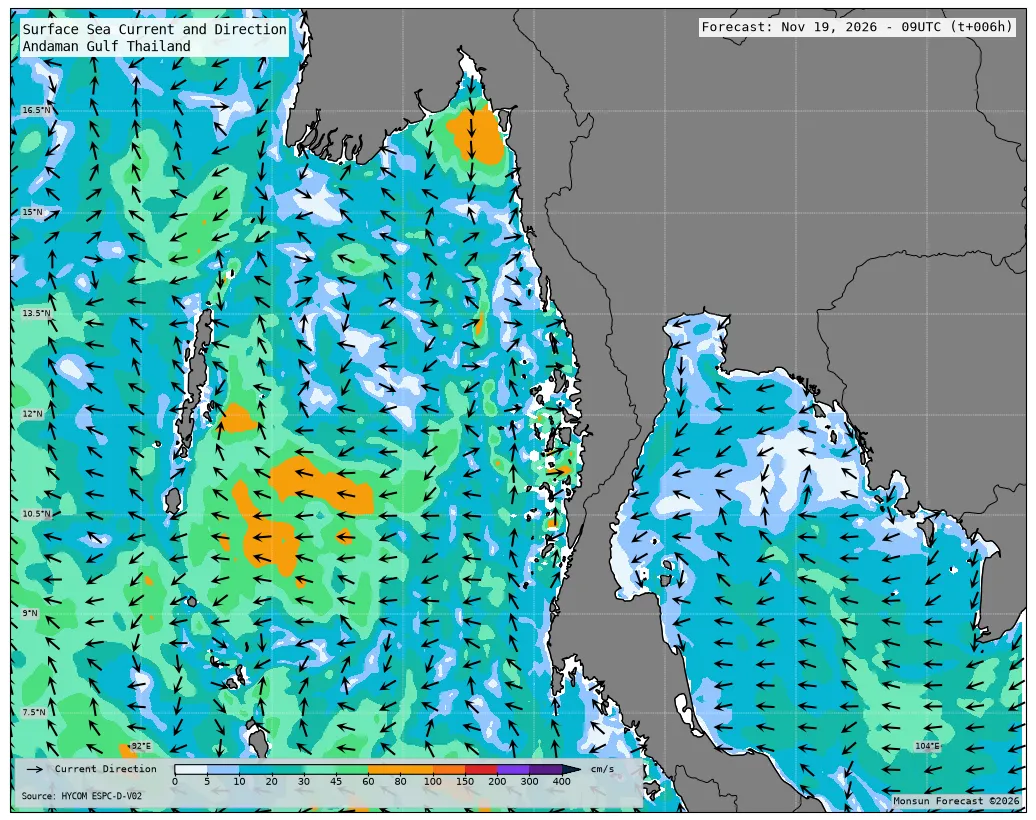 Surface Sea Current and Direction
Andaman Gulf Thailand
Forecast: Nov 19, 2026 - 09UTC (t+006h)
16.5°N
15°N
13.5°N
12°N
10.5°N
9°N
7.5°N
92°E
104°E
Current Direction
0 5 10 20 30 45 60 80 100 150 200 300 400 cm/s
Source: HYCOM ESPC-D-V02
Monsun Forecast ©2026